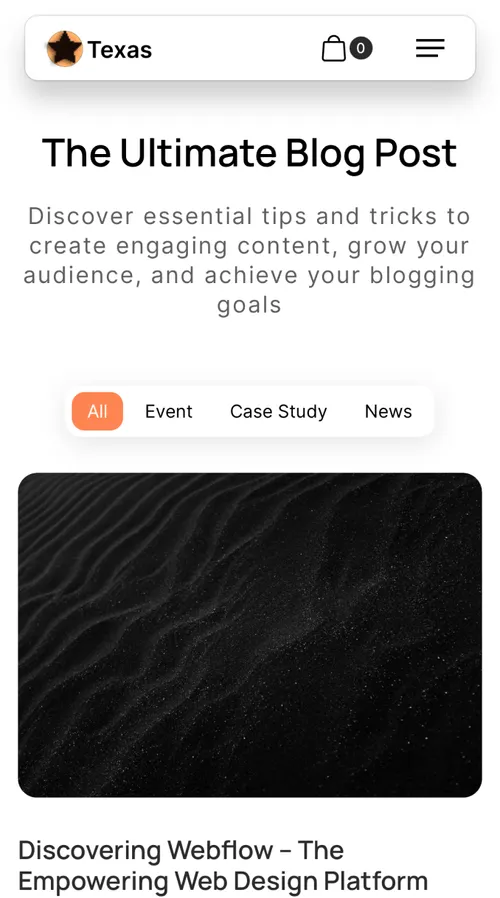 Texas
0
The Ultimate Blog Post
Discover essential tips and tricks to
create engaging content, grow your
audience, and achieve your blogging
goals
All Event Case Study News
Discovering Webflow – The
Empowering Web Design Platform